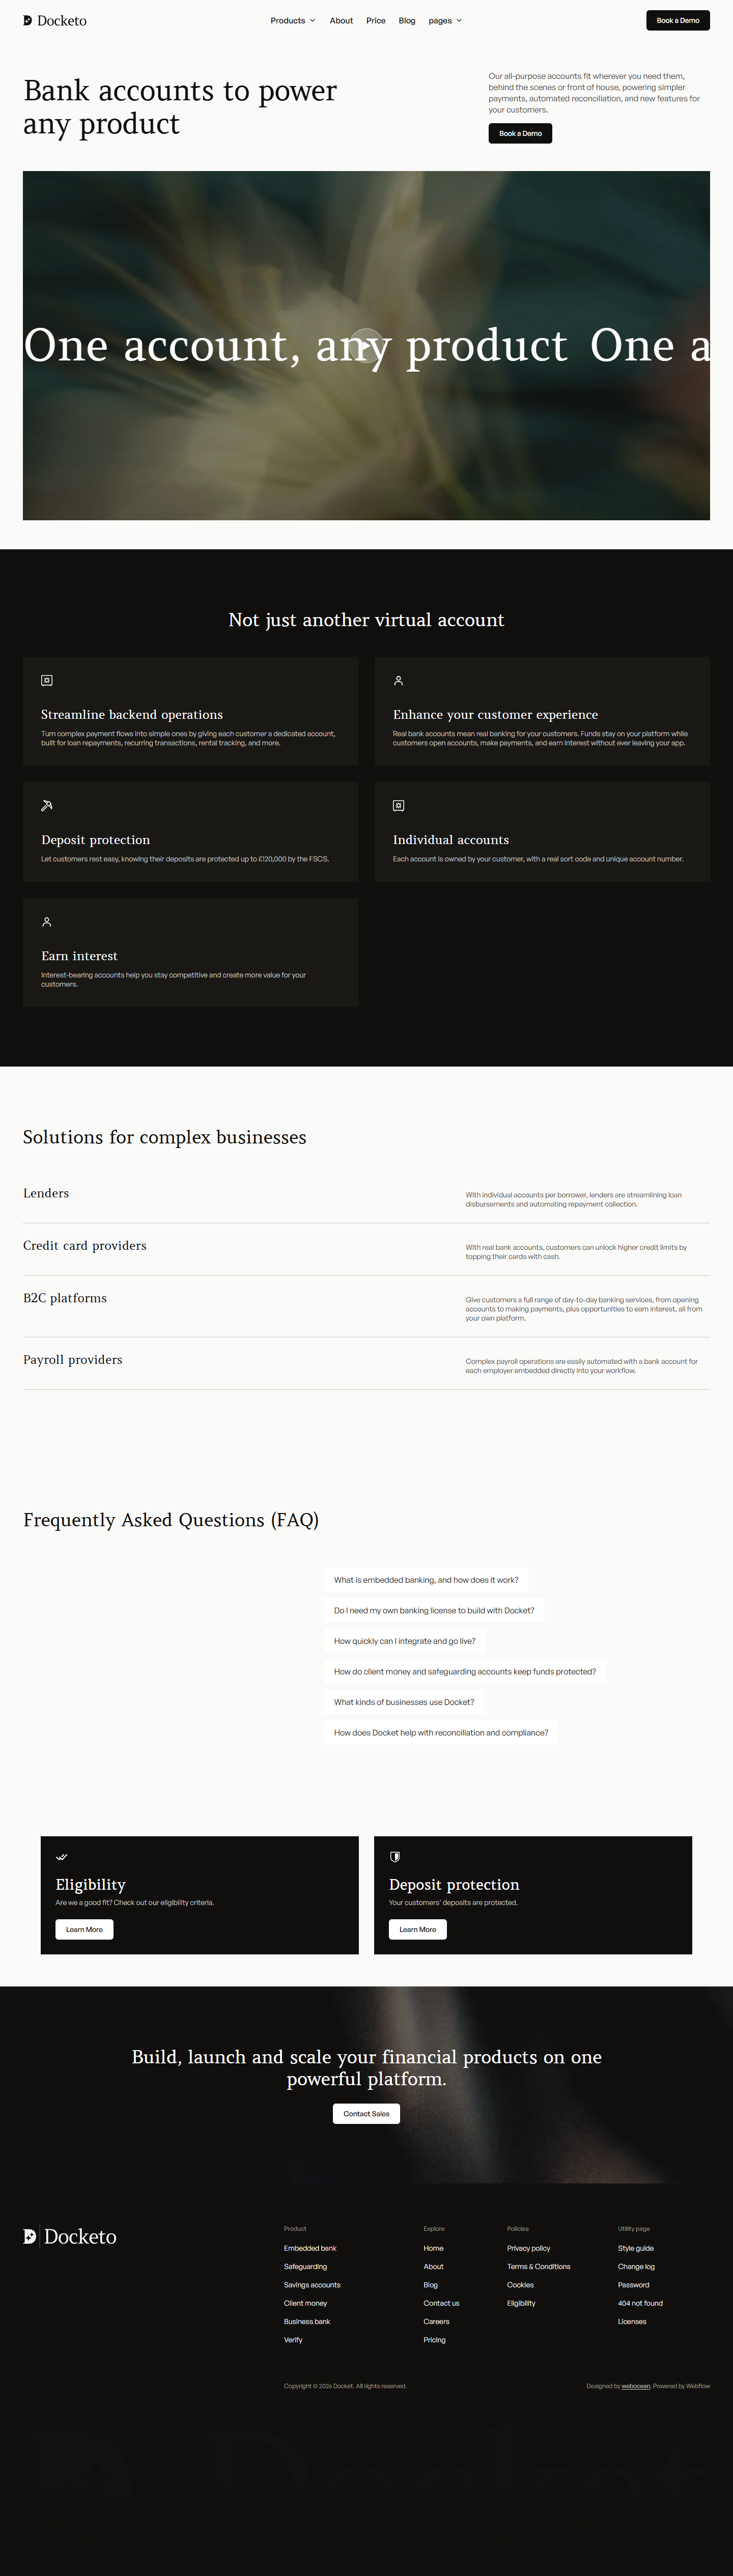 Docketo
Products
About
Price
Blog
pages
Book a Demo
Bank accounts to power
any product
Our all-purpose accounts fit wherever you need them,
behind the scenes or front of house, powering simpler
payments, automated reconciliation, and new features for
your customers.
Book a Demo
One account, any product One a
Not just another virtual account
Streamline backend operations
Turn complex payment flows into simple ones by giving each customer a dedicated account,
built for loan repayments, recurring transactions, rental tracking, and more.
Enhance your customer experience
Real bank accounts mean real banking for your customers. Funds stay on your platform while
customers open accounts, make payments, and earn interest without ever leaving your app.
Deposit protection
Let customers rest easy, knowing their deposits are protected up to £120,000 by the FSCS.
Individual accounts
Each account is owned by your customer, with a real sort code and unique account number.
Earn interest
Interest-bearing accounts help you stay competitive and create more value for your
customers.
Solutions for complex businesses
Lenders
With individual accounts per borrower, lenders are streamlining loan
disbursements and automating repayment collection.
Credit card providers
With real bank accounts, customers can unlock higher credit limits by
topping their cards with cash.
B2C platforms
Give customers a full range of day-to-day banking services, from opening
accounts to making payments, plus opportunities to earn interest, all from
your own platform.
Payroll providers
Complex payroll operations are easily automated with a bank account for
each employer embedded directly into your workflow.
Frequently Asked Questions (FAQ)
What is embedded banking, and how does it work?
Do I need my own banking license to build with Docket?
How quickly can I integrate and go live?
How do client money and safeguarding accounts keep funds protected?
What kinds of businesses use Docket?
How does Docket help with reconciliation and compliance?
Eligibility
Are we a good fit? Check out our eligibility criteria.
Learn More
Deposit protection
Your customers' deposits are protected.
Learn More
Build, launch and scale your financial products on one
powerful platform.
Contact Sales
Docketo
Product
Embedded bank
Safeguarding
Savings accounts
Client money
Business bank
Verify
Explore
Home
About
Blog
Contact us
Careers
Pricing
Policies
Privacy policy
Terms & Conditions
Cookies
Eligibility
Utility page
Style guide
Change log
Password
404 not found
Licenses
Copyright © 2026 Docket. All rights reserved.
Designed by webocean, Powered by Webflow
Docket